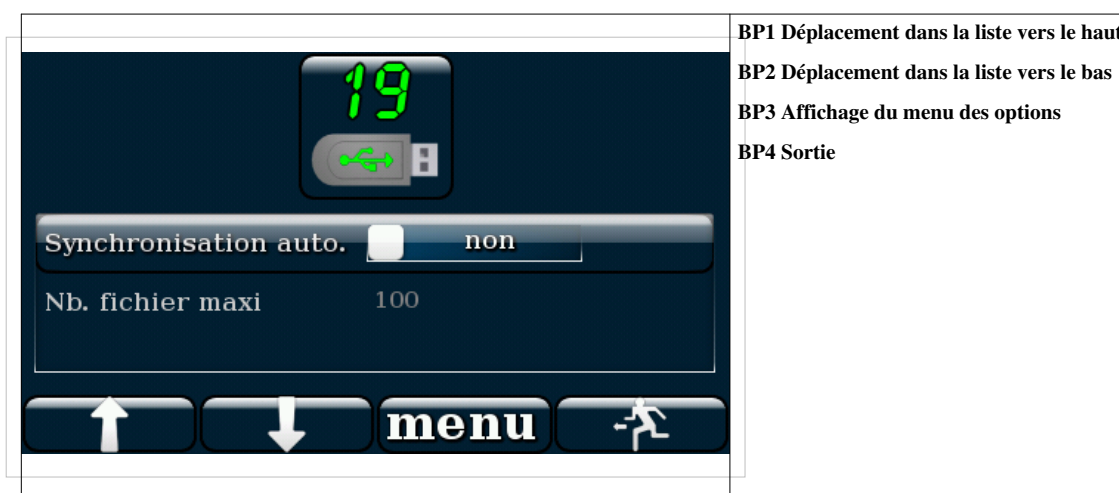 19
Synchronisation auto. non
Nb. fichier maxi 100
menu
BP1 Déplacement dans la liste vers le haut
BP2 Déplacement dans la liste vers le bas
BP3 Affichage du menu des options
BP4 Sortie